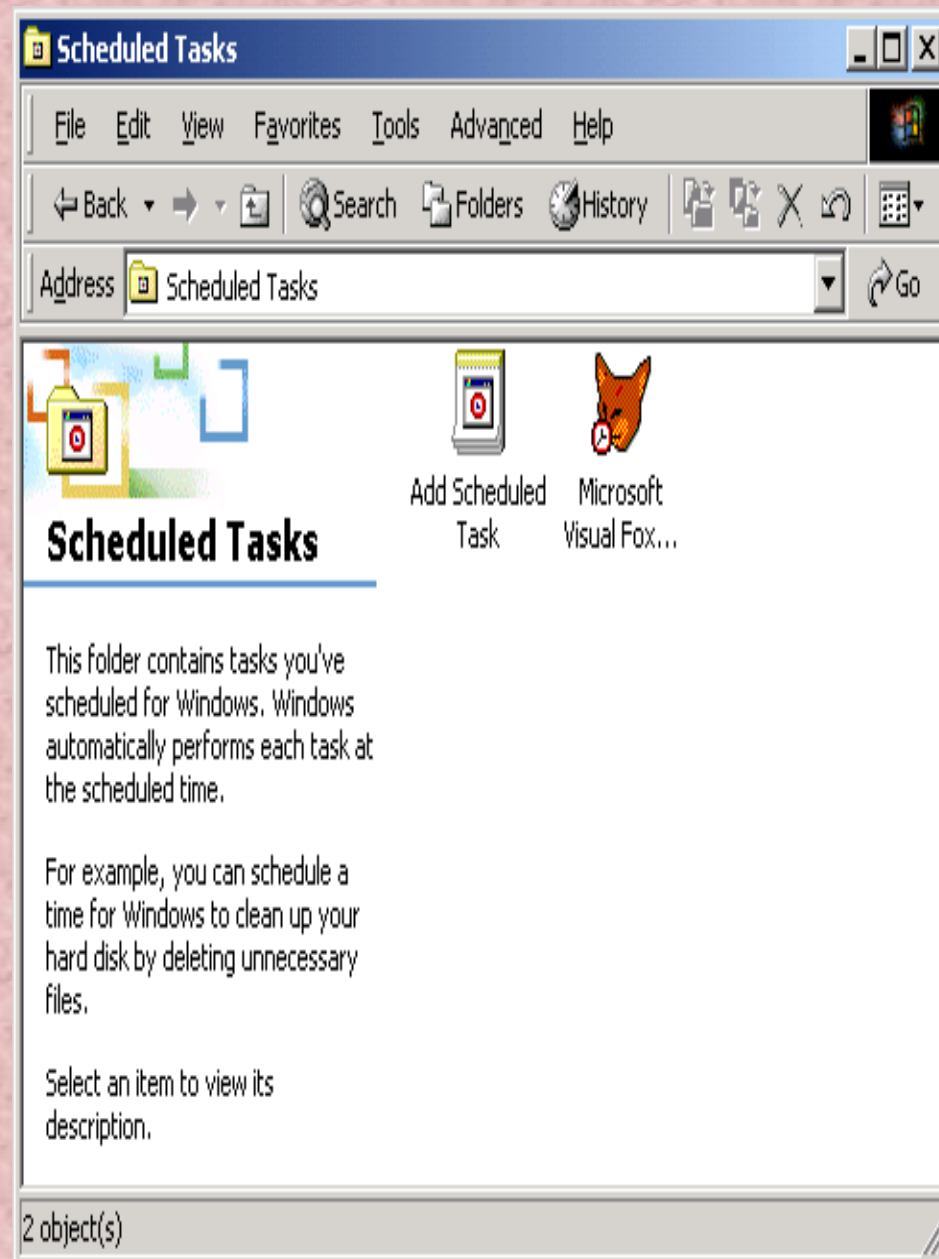 Scheduled Tasks
File Edit View Favorites Tools Advanced Help
Back Search Folders History
Address Scheduled Tasks Go
Add Scheduled
Task
Microsoft
Visual Fox...
Scheduled Tasks
This folder contains tasks you've
scheduled for Windows. Windows
automatically performs each task at
the scheduled time.
For example, you can schedule a
time for Windows to clean up your
hard disk by deleting unnecessary
files.
Select an item to view its
description.
2 object(s)